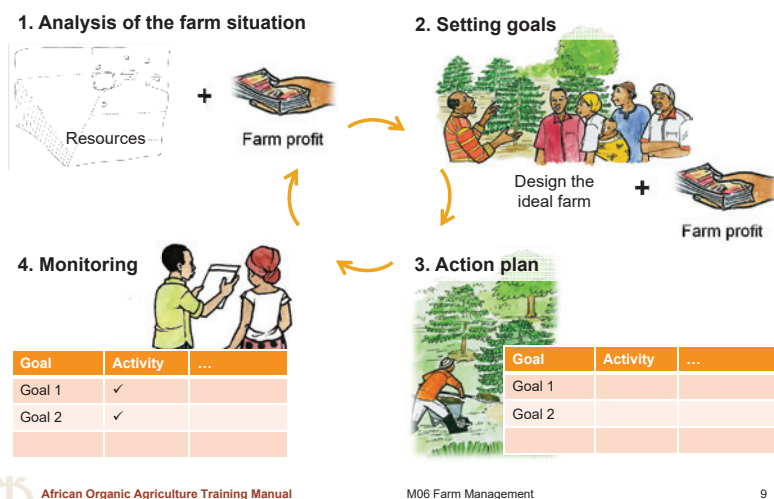 1. Analysis of the farm situation
Resources
+
Farm profit
2. Setting goals
Design the
ideal farm
+
Farm profit
3. Action plan
Goal Activity ...
Goal 1
Goal 2
4. Monitoring
Goal Activity ...
Goal 1 ✓
Goal 2 ✓
African Organic Agriculture Training Manual M06 Farm Management 9